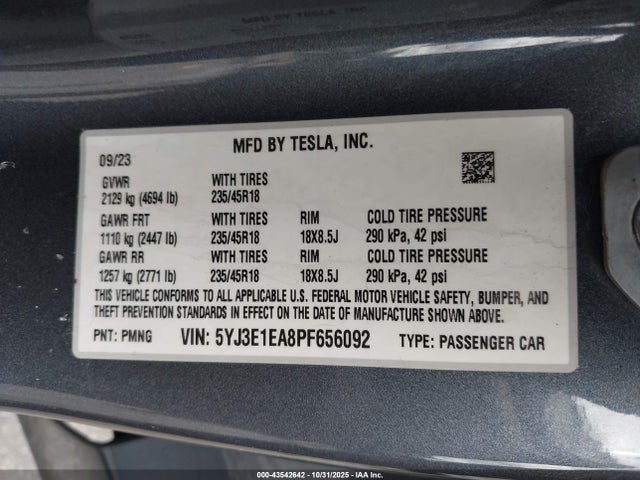 MFD BY TESLA, INC.
09/23
GVWR WITH TIRES
2129 kg (4694 lb) 235/45R18
GAWR FRT WITH TIRES RIM COLD TIRE PRESSURE
1110 kg (2447 lb) 235/45R18 18X8.5J 290 kPa, 42 psi
GAWR RR WITH TIRES RIM COLD TIRE PRESSURE
1257 kg (2771 lb) 235/45R18 18X8.5J 290 kPa, 42 psi
THIS VEHICLE CONFORMS TO ALL APPLICABLE U.S. FEDERAL MOTOR VEHICLE SAFETY, BUMPER, AND
THEFT PREVENTION STANDARDS IN EFFECT ON THE DATE OF MANUFACTURE SHOWN ABOVE.
PNT: PMNG VIN: 5YJ3E1EA8PF656092 TYPE: PASSENGER CAR
000-43542642 - 10/31/2025 - IAA Inc.